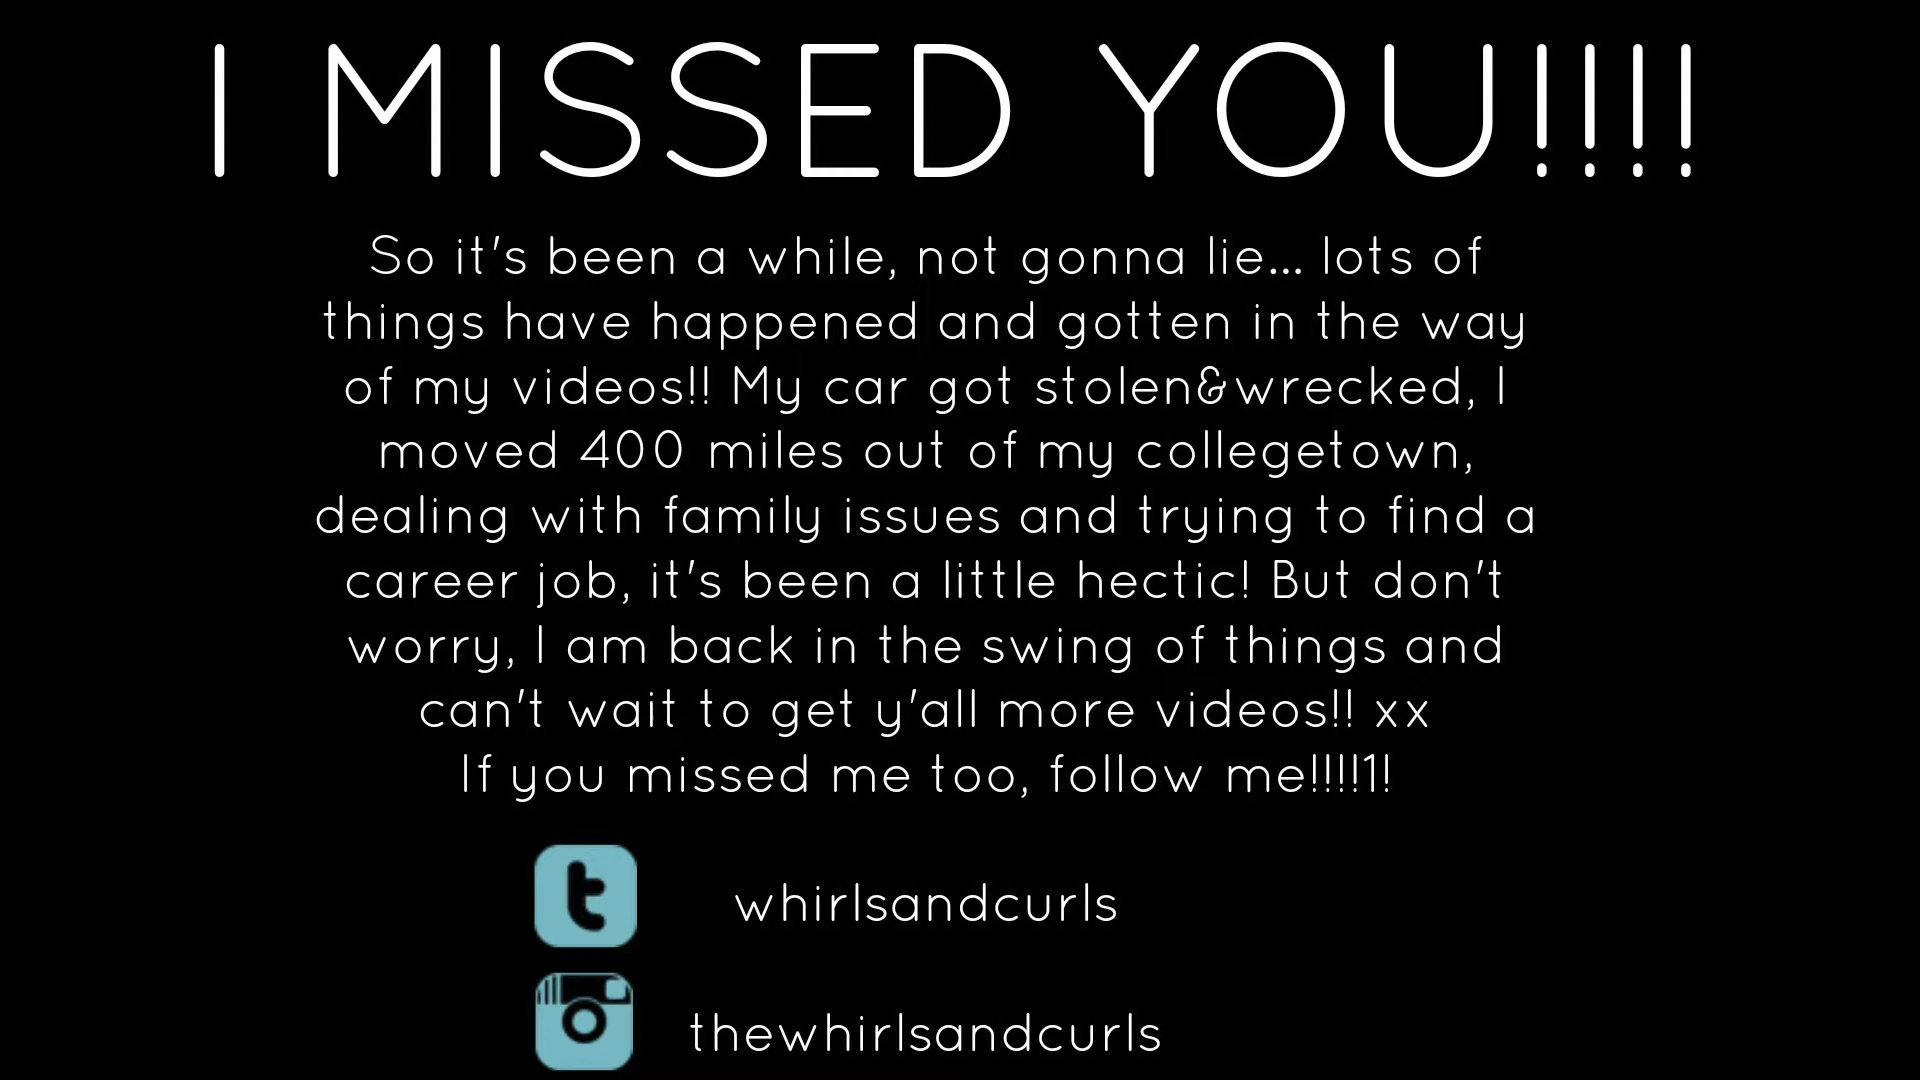 I MISSED YOU!!!!
So it's been a while, not gonna lie... lots of
things have happened and gotten in the way
of my videos!! My car got stolen&wrecked, I
moved 400 miles out of my collegetown,
dealing with family issues and trying to find a
career job, it's been a little hectic! But don't
worry, I am back in the swing of things and
can't wait to get y'all more videos!! xx
If you missed me too, follow me!!!!1!
whirlsandcurls
thewhirlsandcurls